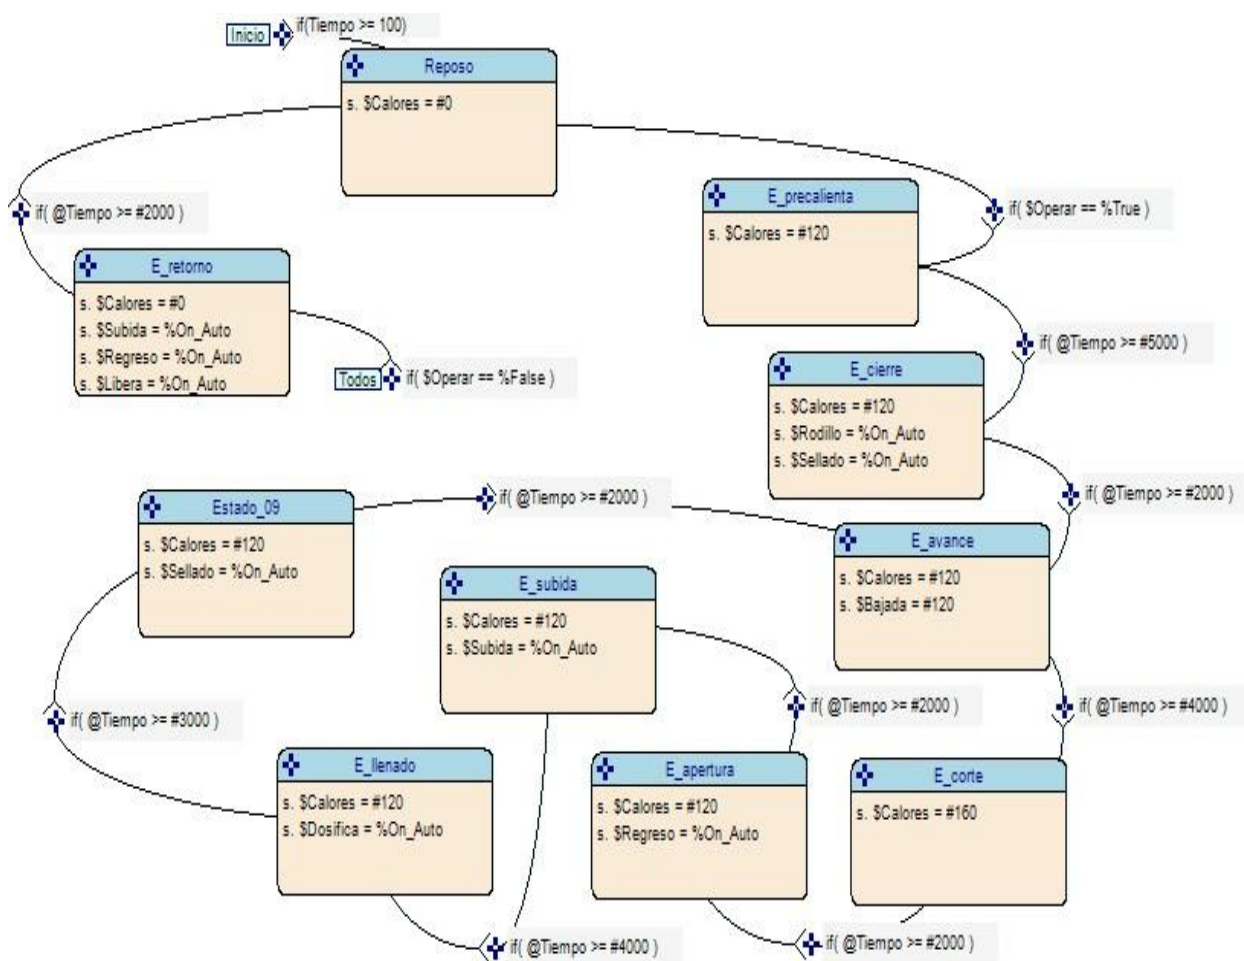 Inicio
if(Tiempo >= 100)
Reposo
s. $Calores = #0
if( @Tiempo >= #2000 )
E_precalienta
s. $Calores = #120
if( $Operar == %True )
E_retorno
s. $Calores = #0
s. $Subida = %On_Auto
s. $Regreso = %On_Auto
s. $Libera = %On_Auto
Todos
if( $Operar == %False )
if( @Tiempo >= #5000 )
E_cierre
s. $Calores = #120
s. $Rodillo = %On_Auto
s. $Sellado = %On_Auto
if( @Tiempo >= #2000 )
Estado_09
s. $Calores = #120
s. $Sellado = %On_Auto
if( @Tiempo >= #2000 )
E_avance
s. $Calores = #120
s. $Bajada = #120
E_subida
s. $Calores = #120
s. $Subida = %On_Auto
if( @Tiempo >= #3000 )
if( @Tiempo >= #2000 )
if( @Tiempo >= #4000 )
E_llenado
s. $Calores = #120
s. $Dosifica = %On_Auto
E_apertura
s. $Calores = #120
s. $Regreso = %On_Auto
E_corte
s. $Calores = #160
if( @Tiempo >= #4000 )
if( @Tiempo >= #2000 )